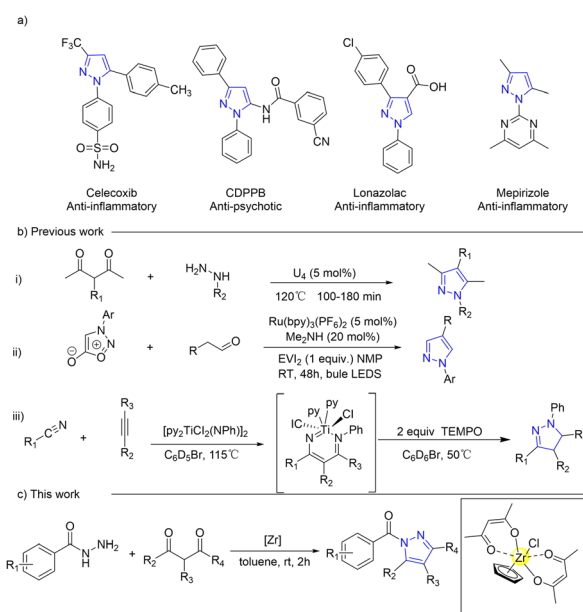 a)
F3C
N
N
CH3
O=S=O
NH2
N
N
O
NH
CN
Cl
O
OH
N
N
N
N
N
N
Celecoxib
Anti-inflammatory
CDPPB
Anti-psychotic
Lonazolac
Anti-inflammatory
Mepirizole
Anti-inflammatory
b) Previous work
i)
O O
R1
+
H2N
N
H
R2
U4 (5 mol%)
120℃ 100-180 min
R1
N
N
R2
ii)
Ar
N
N
O
⊖O
+
+
R
O
Ru(bpy)3(PF6)2 (5 mol%)
Me2NH (20 mol%)
EVI2 (1 equiv.) NMP
RT, 48h, bule LEDS
R
N
N
Ar
iii)
N
R1
+
R3
R2
[py2TiCl2(NPh)]2
C6D5Br, 115℃
py
py
Cl
Ti
Cl
N
N
Ph
R1
R2
R3
2 equiv TEMPO
C6D6Br, 50℃
Ph
N
N
R1
R2
R
c) This work
O
N
H
NH2
R1
+
O O
R2
R4
R3
[Zr]
toluene, rt, 2h
O
N
N
R1
R4
R2
R3
O
Cl
O
Zr
O
O